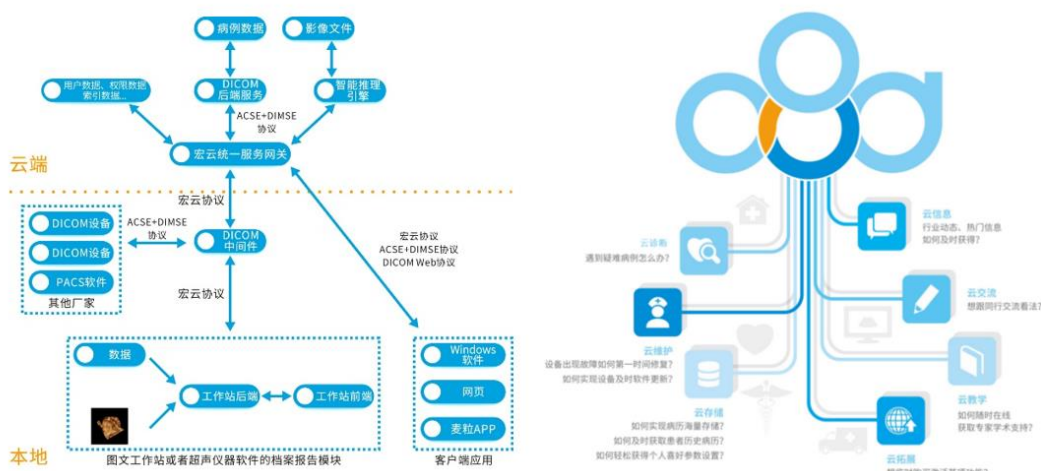 病例数据
影像文件
用户数据、权限数据
索引数据...
DICOM
后端服务
智能推理
引擎
ACSE+DIMSE
协议
宏云统一服务网关
云端
宏云协议
DICOM设备
DICOM设备
PACS软件
其他厂家
ACSE+DIMSE
协议
DICOM
中间件
宏云协议
ACSE+DIMSE协议
DICOM Web协议
宏云协议
数据
工作站后端
工作站前端
Windows
软件
网页
麦粒APP
本地
图文工作站或者超声仪器软件的档案报告模块
客户端应用
云信息
行业动态、热门信息
如何及时获得?
云诊断
遇到疑难病例怎么办?
云交流
想跟同行交流看法?
云维护
设备出现故障如何第一时间修复?
如何实现设备及时软件更新?
云教学
如何随时在线
获取专家学术支持?
云存储
如何实现病历海量存储?
如何及时获取患者历史病历?
如何轻松获得个人喜好参数设置?
云拓展